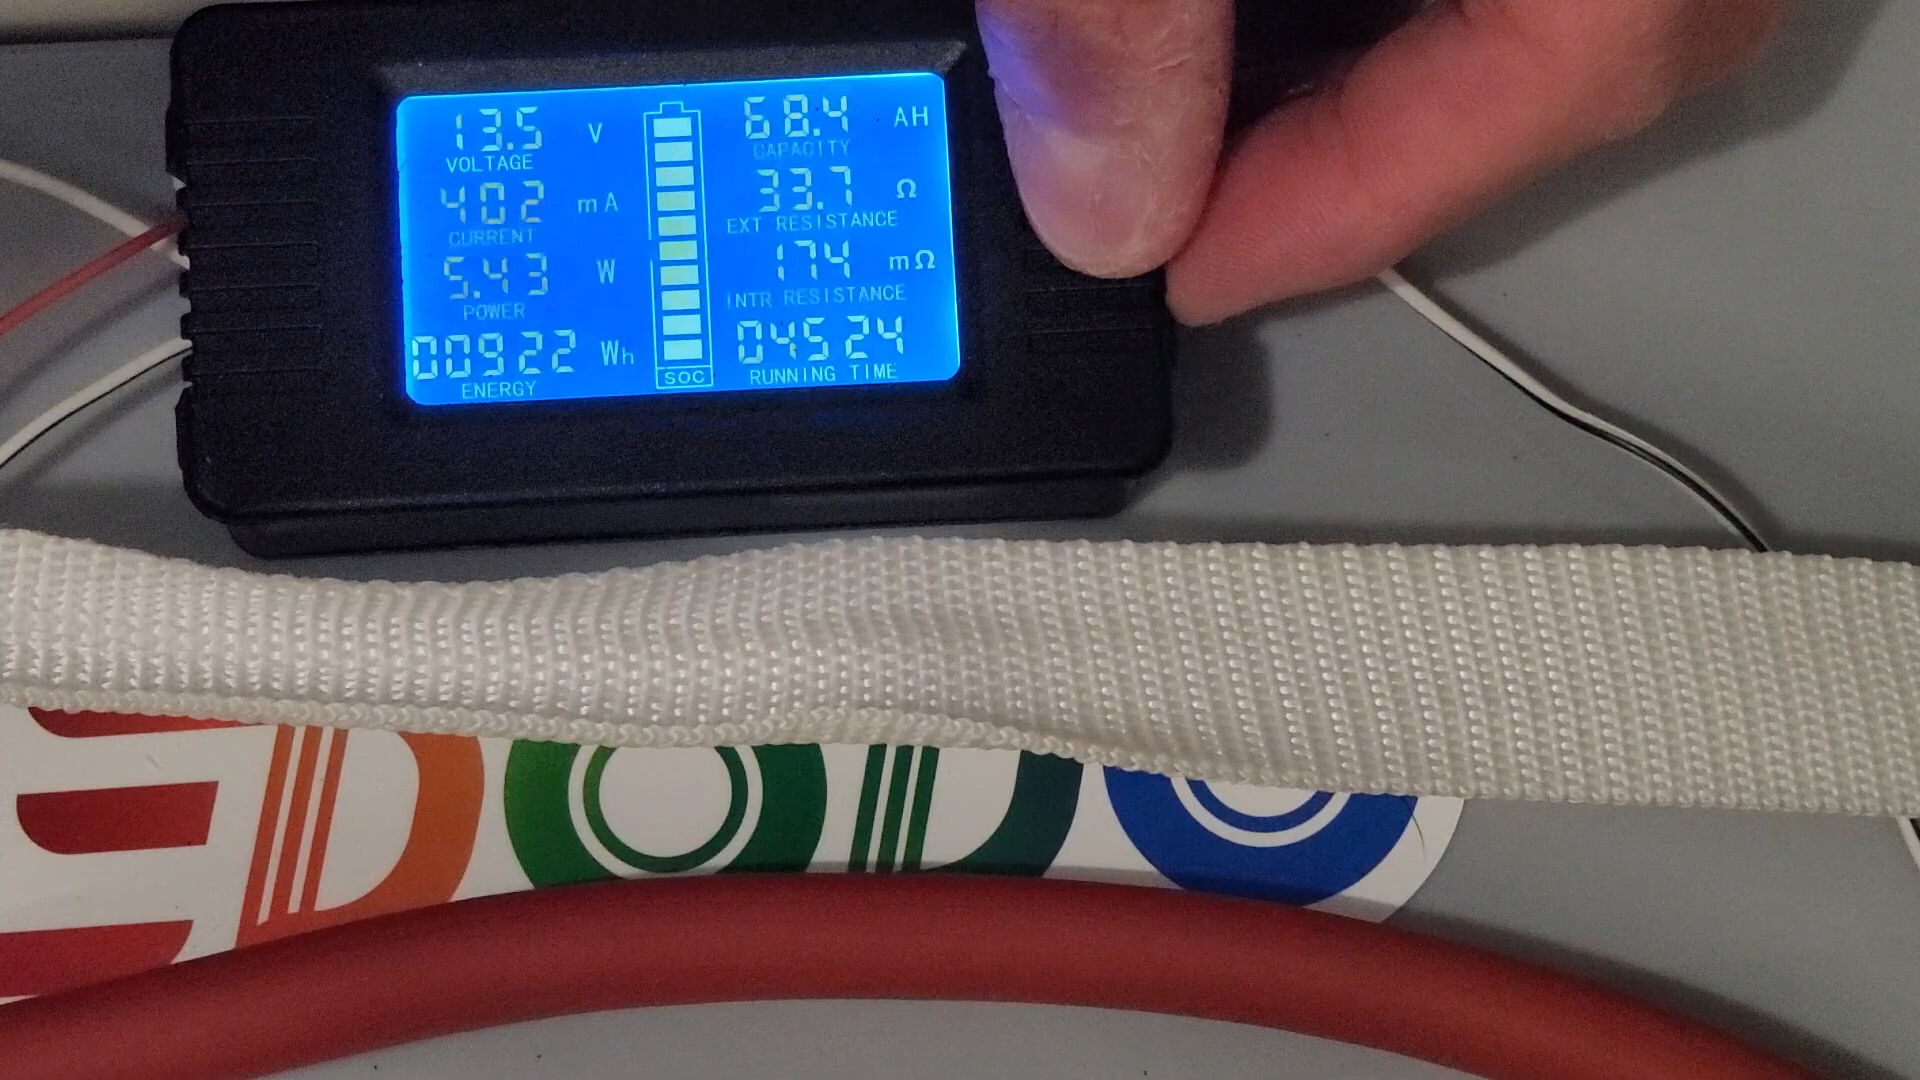 13.5 V
VOLTAGE
402 mA
CURRENT
5.43 W
POWER
00922 Wh
ENERGY
SOC
68.4 AH
CAPACITY
33.7 Ω
EXT RESISTANCE
174 mΩ
INTR RESISTANCE
04524
RUNNING TIME
EDODO